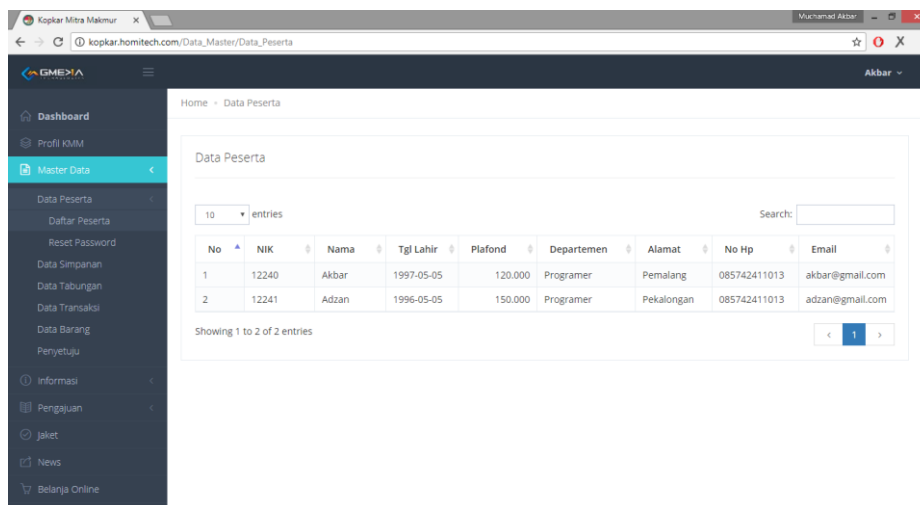 Kopkar Mitra Makmur
Muchamad Akbar
kopkar.homitech.com/Data_Master/Data_Peserta
GMEDIA
Akbar
Dashboard
Profil KMM
Master Data
Data Peserta
Daftar Peserta
Reset Password
Data Simpanan
Data Tabungan
Data Transaksi
Data Barang
Penyetuju
Informasi
Pengajuan
Jaket
News
Belanja Online
Home Data Peserta
Data Peserta
10 entries Search:
No NIK Nama Tgl Lahir Plafond Departemen Alamat No Hp Email
1 12240 Akbar 1997-05-05 120.000 Programer Pemalang 085742411013 akbar@gmail.com
2 12241 Adzan 1996-05-05 150.000 Programer Pekalongan 085742411013 adzan@gmail.com
Showing 1 to 2 of 2 entries
1